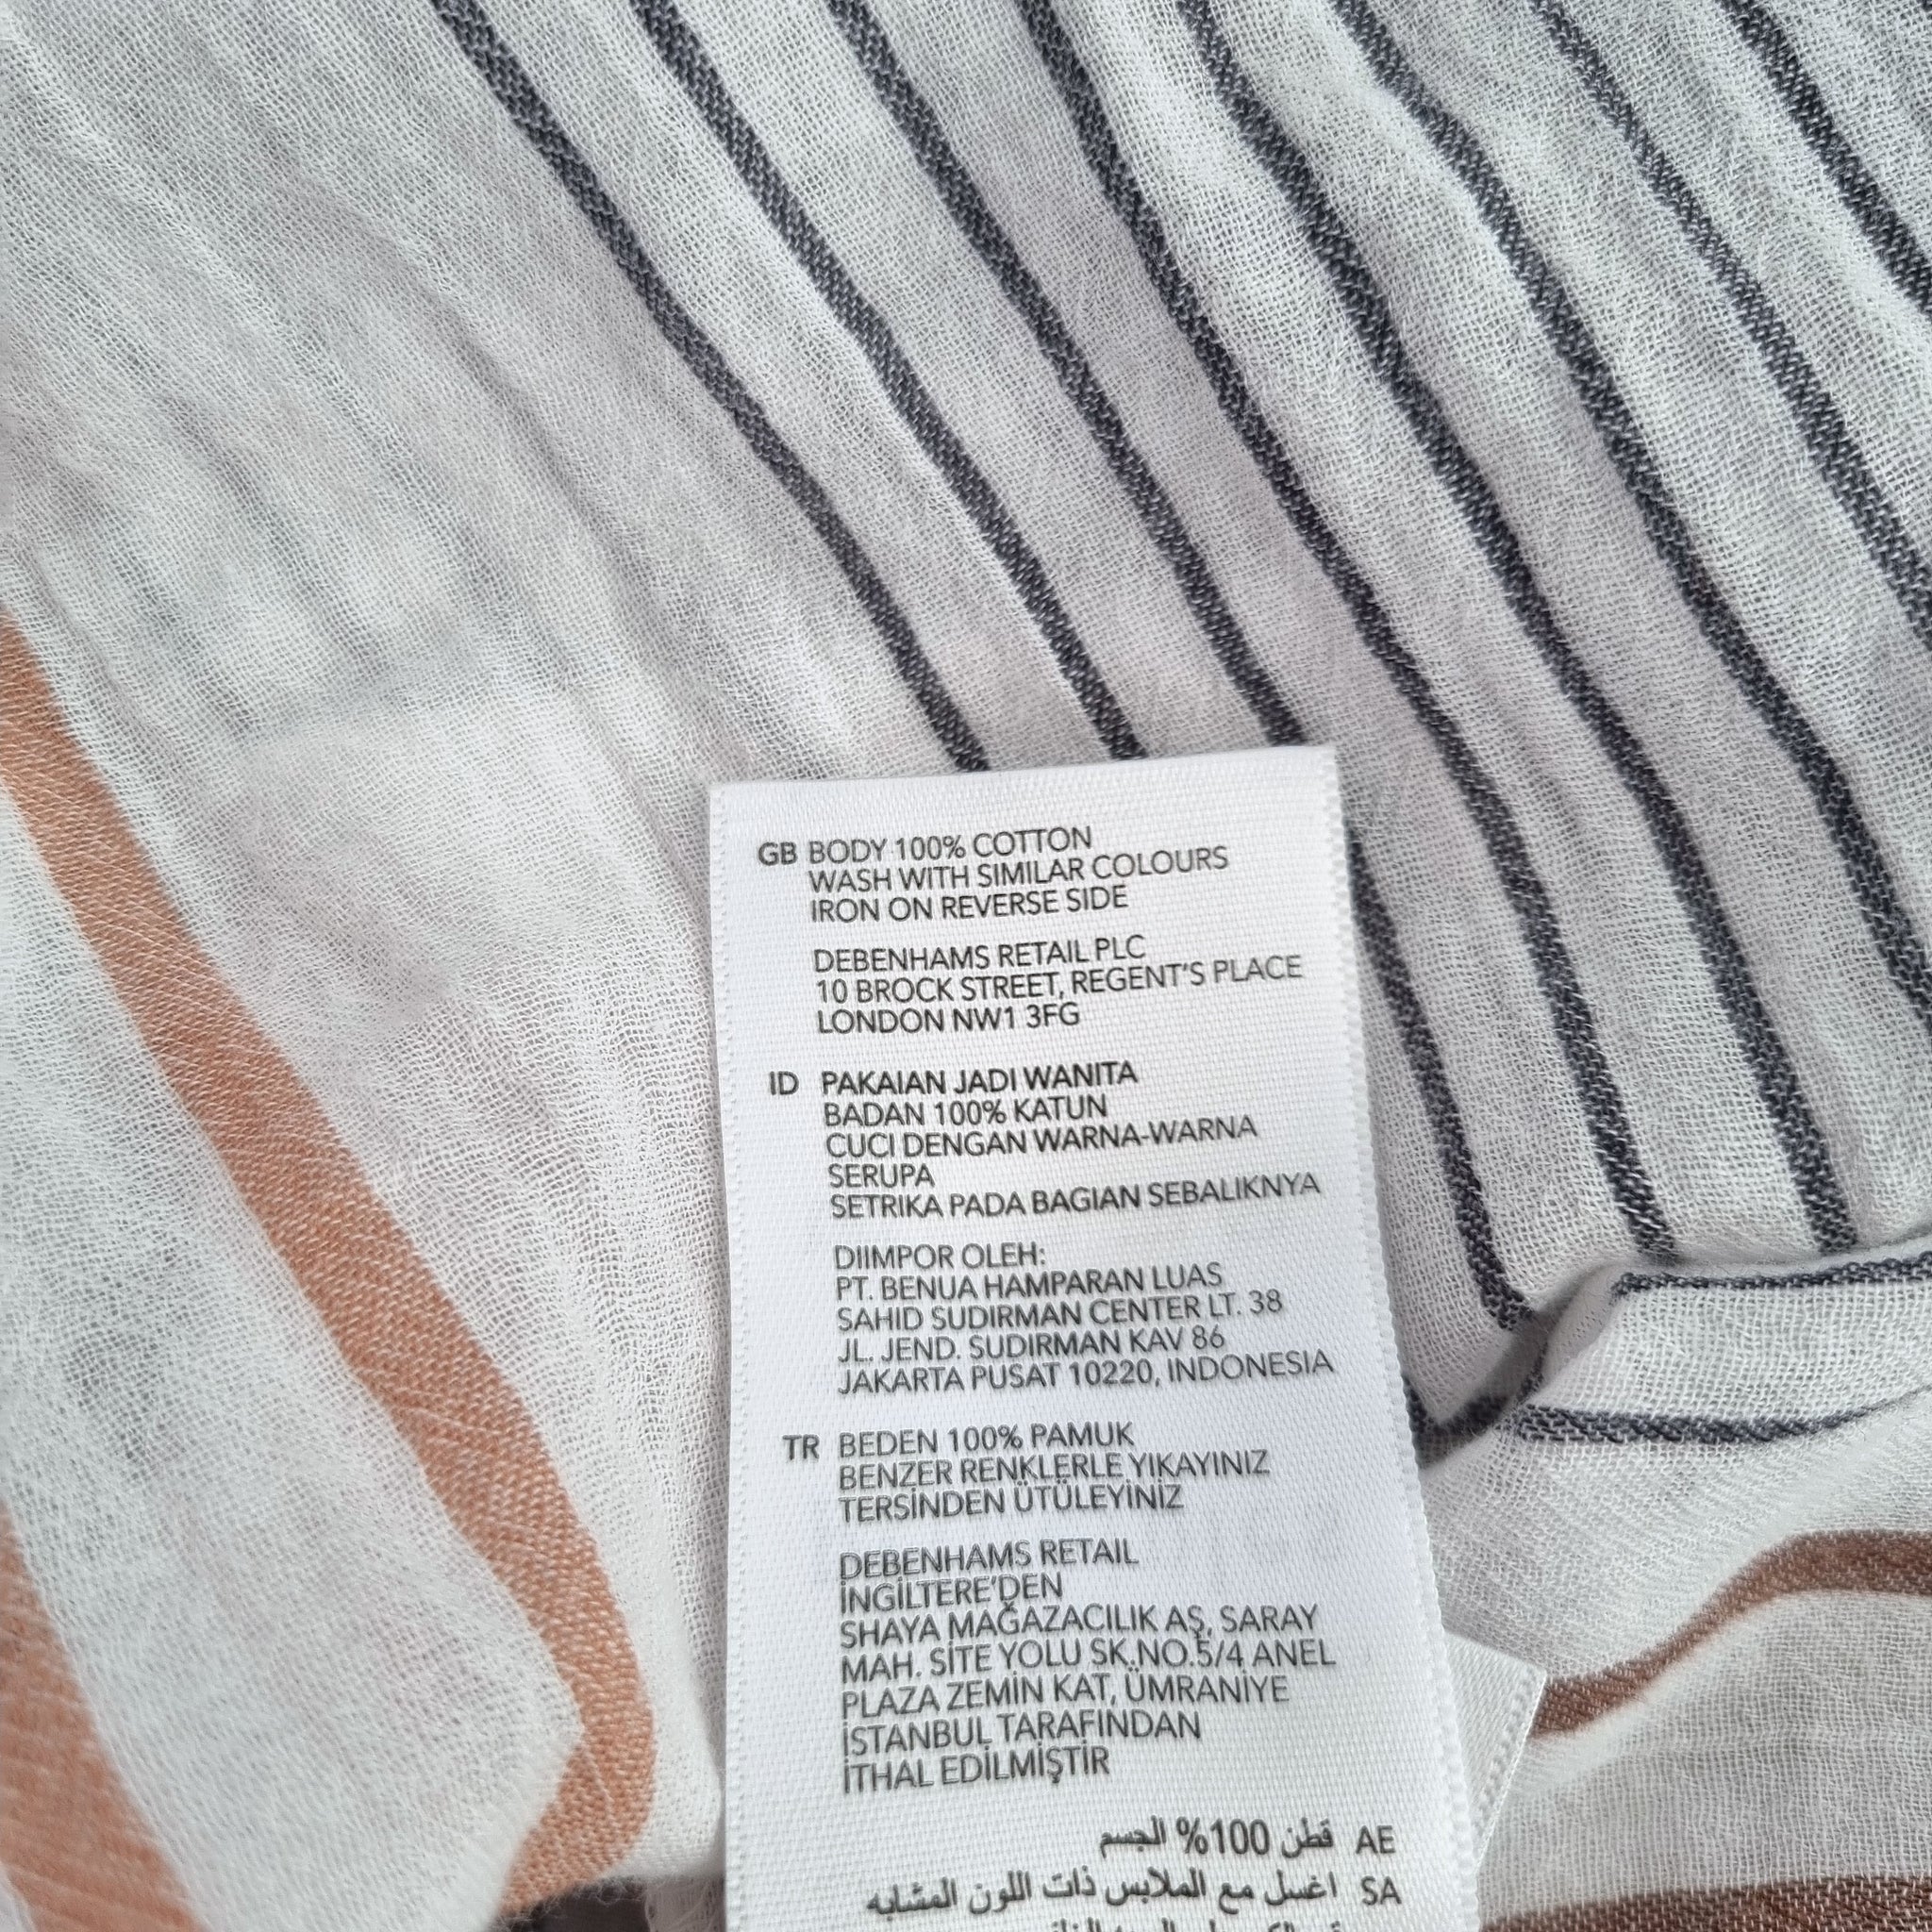 GB BODY 100% COTTON
WASH WITH SIMILAR COLOURS
IRON ON REVERSE SIDE
DEBENHAMS RETAIL PLC
10 BROCK STREET, REGENT'S PLACE
LONDON NW1 3FG
ID PAKAIAN JADI WANITA
BADAN 100% KATUN
CUCI DENGAN WARNA-WARNA
SERUPA
SETRIKA PADA BAGIAN SEBALIKNYA
DIIMPOR OLEH:
PT. BENUA HAMPARAN LUAS
SAHID SUDIRMAN CENTER LT. 38
JL. JEND. SUDIRMAN KAV 86
JAKARTA PUSAT 10220, INDONESIA
TR BEDEN 100% PAMUK
BENZER RENKLERLE YIKAYINIZ
TERSİNDEN ÜTÜLEYİNİZ
DEBENHAMS RETAIL
İNGİLTERE'DEN
SHAYA MAĞAZACILIK AŞ, SARAY
MAH. SİTE YOLU SK.NO.5/4 ANEL
PLAZA ZEMİN KAT, ÜMRANİYE
İSTANBUL TARAFINDAN
İTHAL EDİLMİŞTİR
AE قطن 100% الجسم
SA اغسل مع الملابس ذات اللون المشابه